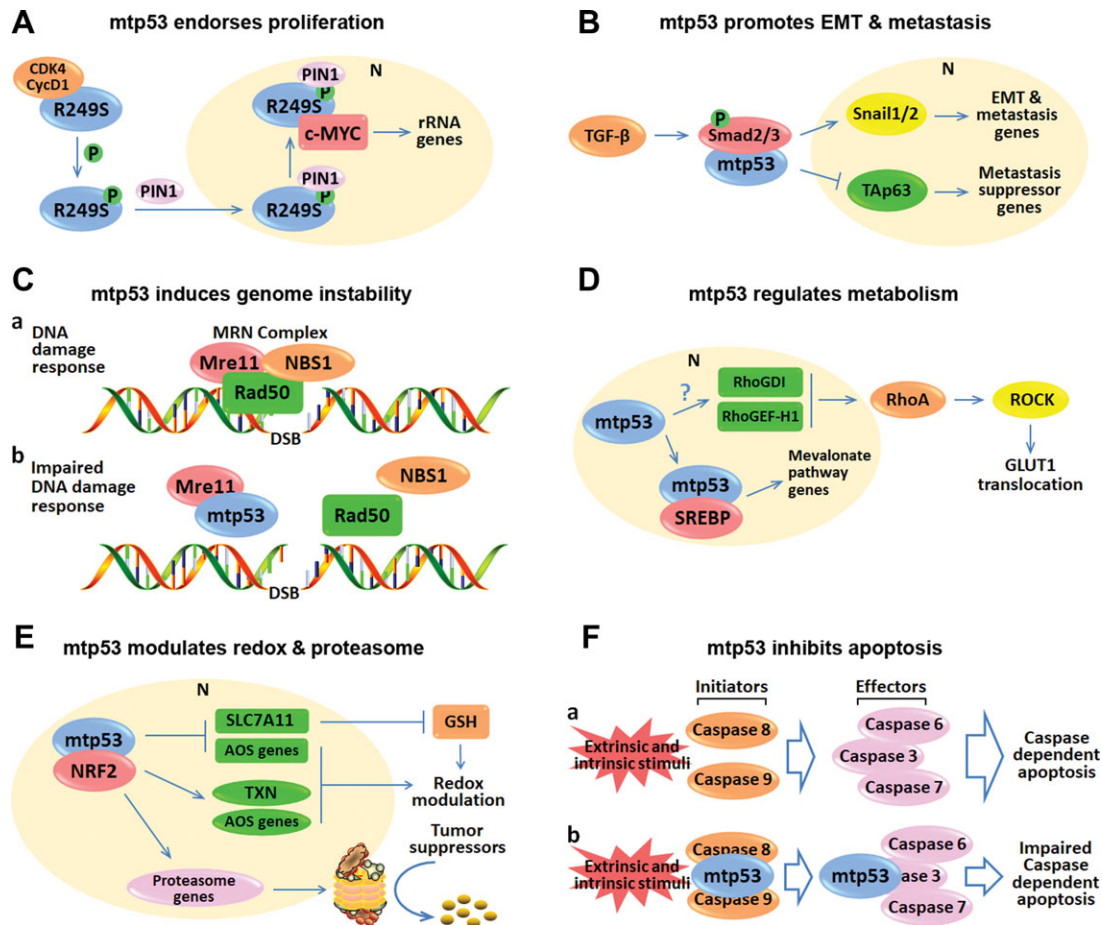 A
mtp53 endorses proliferation
CDK4
CycD1
R249S
P
R249S
P
PIN1
N
PIN1
R249S
P
c-MYC
rRNA
genes
PIN1
P
R249S
B
mtp53 promotes EMT & metastasis
N
TGF-β
P
Smad2/3
mtp53
Snail1/2
EMT &
metastasis
genes
TAp63
Metastasis
suppressor
genes
C
mtp53 induces genome instability
a
DNA
damage
response
MRN Complex
Mre11
NBS1
Rad50
DSB
b
Impaired
DNA damage
response
Mre11
mtp53
NBS1
Rad50
DSB
D
mtp53 regulates metabolism
N
mtp53
?
RhoGDI
RhoGEF-H1
RhoA
ROCK
GLUT1
translocation
mtp53
SREBP
Mevalonate
pathway
genes
E
mtp53 modulates redox & proteasome
N
mtp53
NRF2
SLC7A11
AOS genes
TXN
AOS genes
GSH
Redox
modulation
Proteasome
genes
Tumor
suppressors
F
mtp53 inhibits apoptosis
Initiators
Effectors
a
Extrinsic and
intrinsic stimuli
Caspase 8
Caspase 9
Caspase 6
Caspase 3
Caspase 7
Caspase
dependent
apoptosis
b
Extrinsic and
intrinsic stimuli
Caspase 8
mtp53
Caspase 9
Caspase 6
mtp53
ase 3
Caspase 7
Impaired
Caspase
dependent
apoptosis